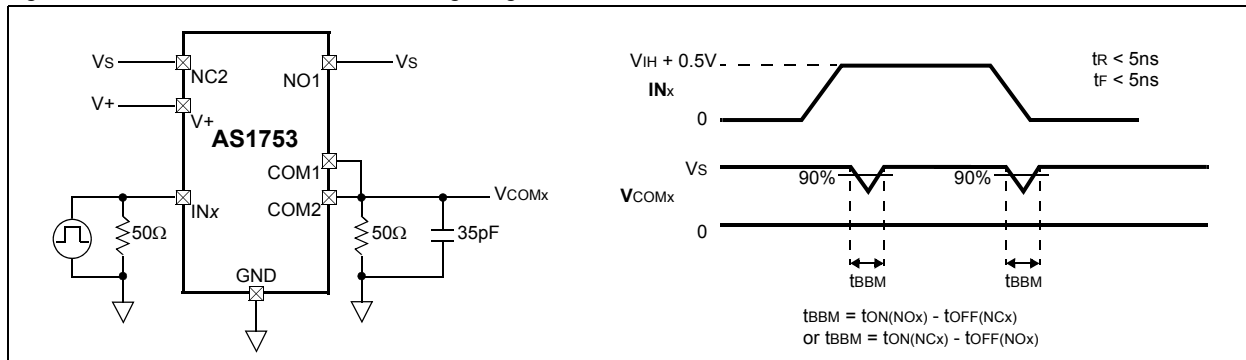 Vs
NC2
NO1
Vs
V+
V+
AS1753
COM1
COM2
VCOMx
INx
50Ω
50Ω
35pF
GND
VIH + 0.5V
INx
0
tR < 5ns
tF < 5ns
Vs
90%
90%
VCOMx
0
tBBM
tBBM
tBBM = tON(NOx) - tOFF(NCx)
or tBBM = tON(NCx) - tOFF(NOx)